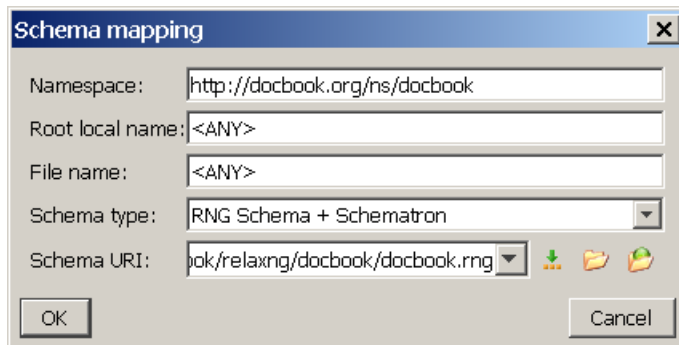 Schema mapping
Namespace: http://docbook.org/ns/docbook
Root local name: <ANY>
File name: <ANY>
Schema type: RNG Schema + Schematron
Schema URI: ook/relaxng/docbook/docbook.rng
OK Cancel